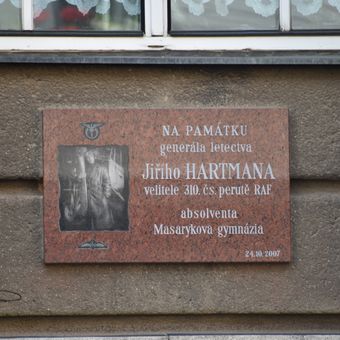 NA PAMÁTKU
generála letectva
Jiřího HARTMANA
velitele 310. čs. perutě RAF
absolventa
Masarykova gymnázia
24.10.2007